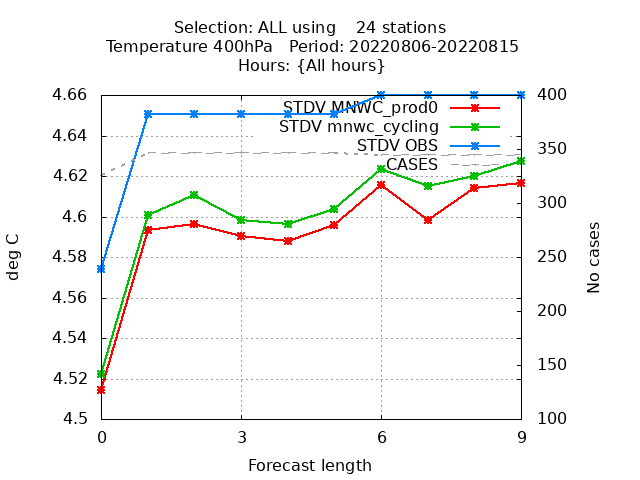 Selection: ALL using    24 stations
Temperature 400hPa   Period: 20220806-20220815
Hours: {All hours}
4.66
4.64
4.62
4.6
4.58
4.56
4.54
4.52
4.5
400
350
300
250
200
150
100
STDV MNWC_prod0
STDV mnwc_cycling
STDV OBS
CASES
deg C
No cases
0 3 6 9
Forecast length